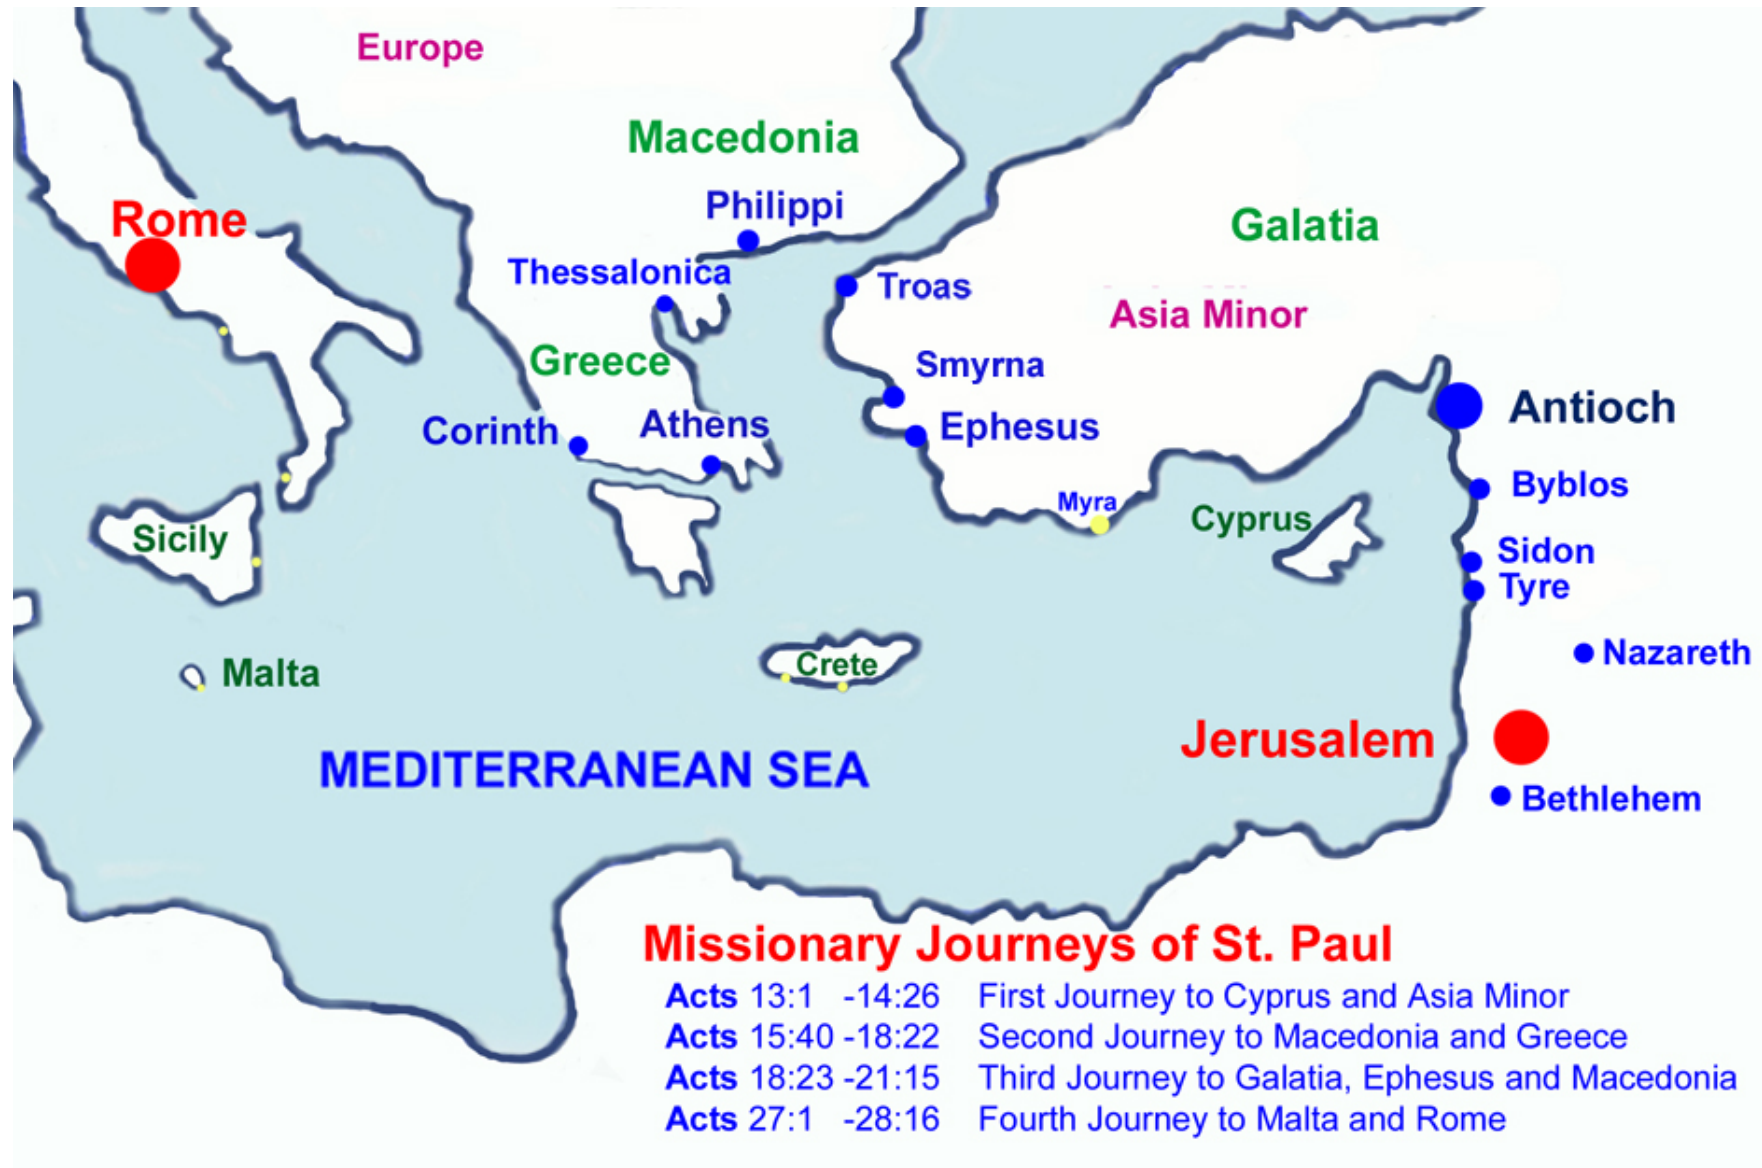 Europe
Macedonia
Philippi
Rome
Galatia
Thessalonica
Troas
Asia Minor
Greece
Smyrna
Antioch
Corinth
Athens
Ephesus
Byblos
Myra
Cyprus
Sicily
Sidon
Tyre
Nazareth
Crete
Malta
Jerusalem
MEDITERRANEAN SEA
Bethlehem
Missionary Journeys of St. Paul
Acts 13:1 -14:26 First Journey to Cyprus and Asia Minor
Acts 15:40 -18:22 Second Journey to Macedonia and Greece
Acts 18:23 -21:15 Third Journey to Galatia, Ephesus and Macedonia
Acts 27:1 -28:16 Fourth Journey to Malta and Rome